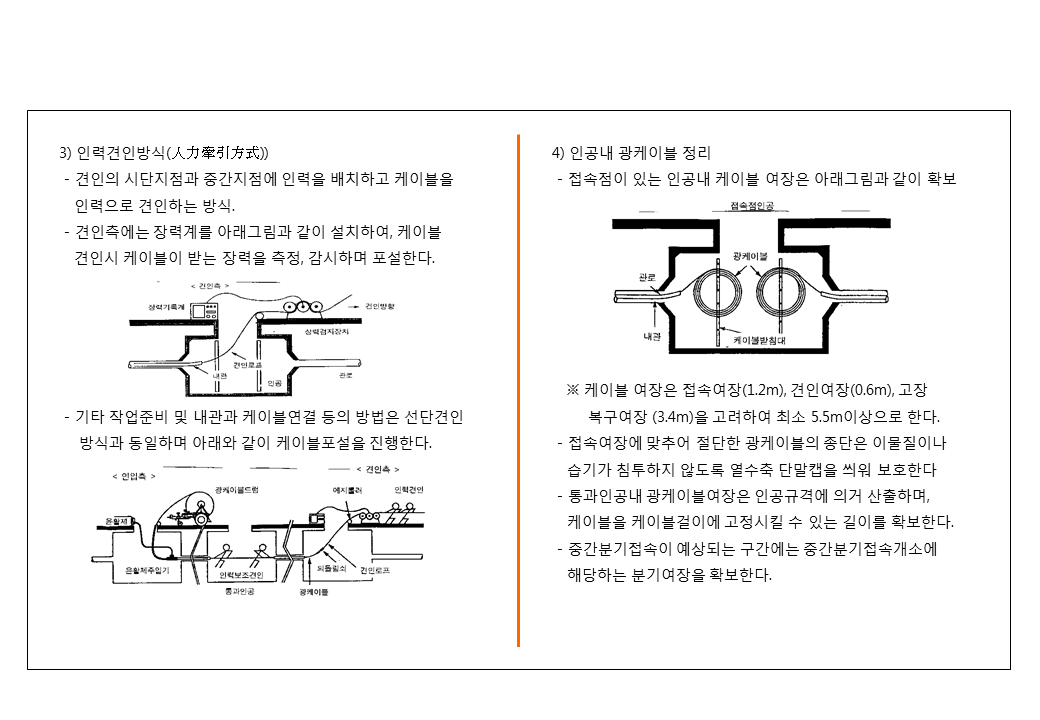 3) 인력견인방식(人力牽引方式))
- 견인의 시단지점과 중간지점에 인력을 배치하고 케이블을
인력으로 견인하는 방식.
- 견인측에는 장력계를 아래그림과 같이 설치하여, 케이블
견인시 케이블이 받는 장력을 측정, 감시하며 포설한다.
< 견인측 >
장력기록계
견인방향
장력검지장치
견인로프
내관
인공
관로
- 기타 작업준비 및 내관과 케이블연결 등의 방법은 선단견인
방식과 동일하며 아래와 같이 케이블포설을 진행한다.
< 인입측 >
< 견인측 >
광케이블드럼
에지롤러
인력견인
윤활제
윤활제주입기
인력보조견인
되틀림쇠
견인로프
통과인공
광케이블
4) 인공내 광케이블 정리
- 접속점이 있는 인공내 케이블 여장은 아래그림과 같이 확보
접속점인공
광케이블
관로
내관
케이블받침대
※ 케이블 여장은 접속여장(1.2m), 견인여장(0.6m), 고장
복구여장 (3.4m)을 고려하여 최소 5.5m이상으로 한다.
- 접속여장에 맞추어 절단한 광케이블의 종단은 이물질이나
습기가 침투하지 않도록 열수축 단말캡을 씌워 보호한다
- 통과인공내 광케이블여장은 인공규격에 의거 산출하며,
케이블을 케이블걸이에 고정시킬 수 있는 길이를 확보한다.
- 중간분기접속이 예상되는 구간에는 중간분기접속개소에
해당하는 분기여장을 확보한다.